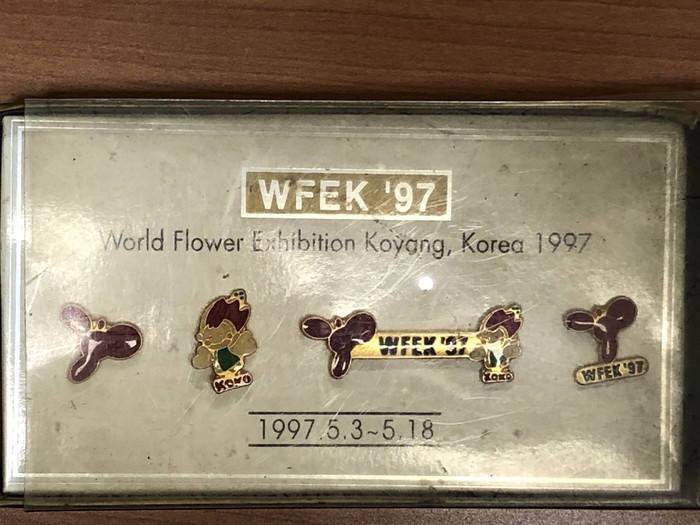 WFEK '97
World Flower Exhibition Koyang, Korea 1997
KOKO
WFEK '97
KOKO
WFEK '97
1997.5.3~5.18